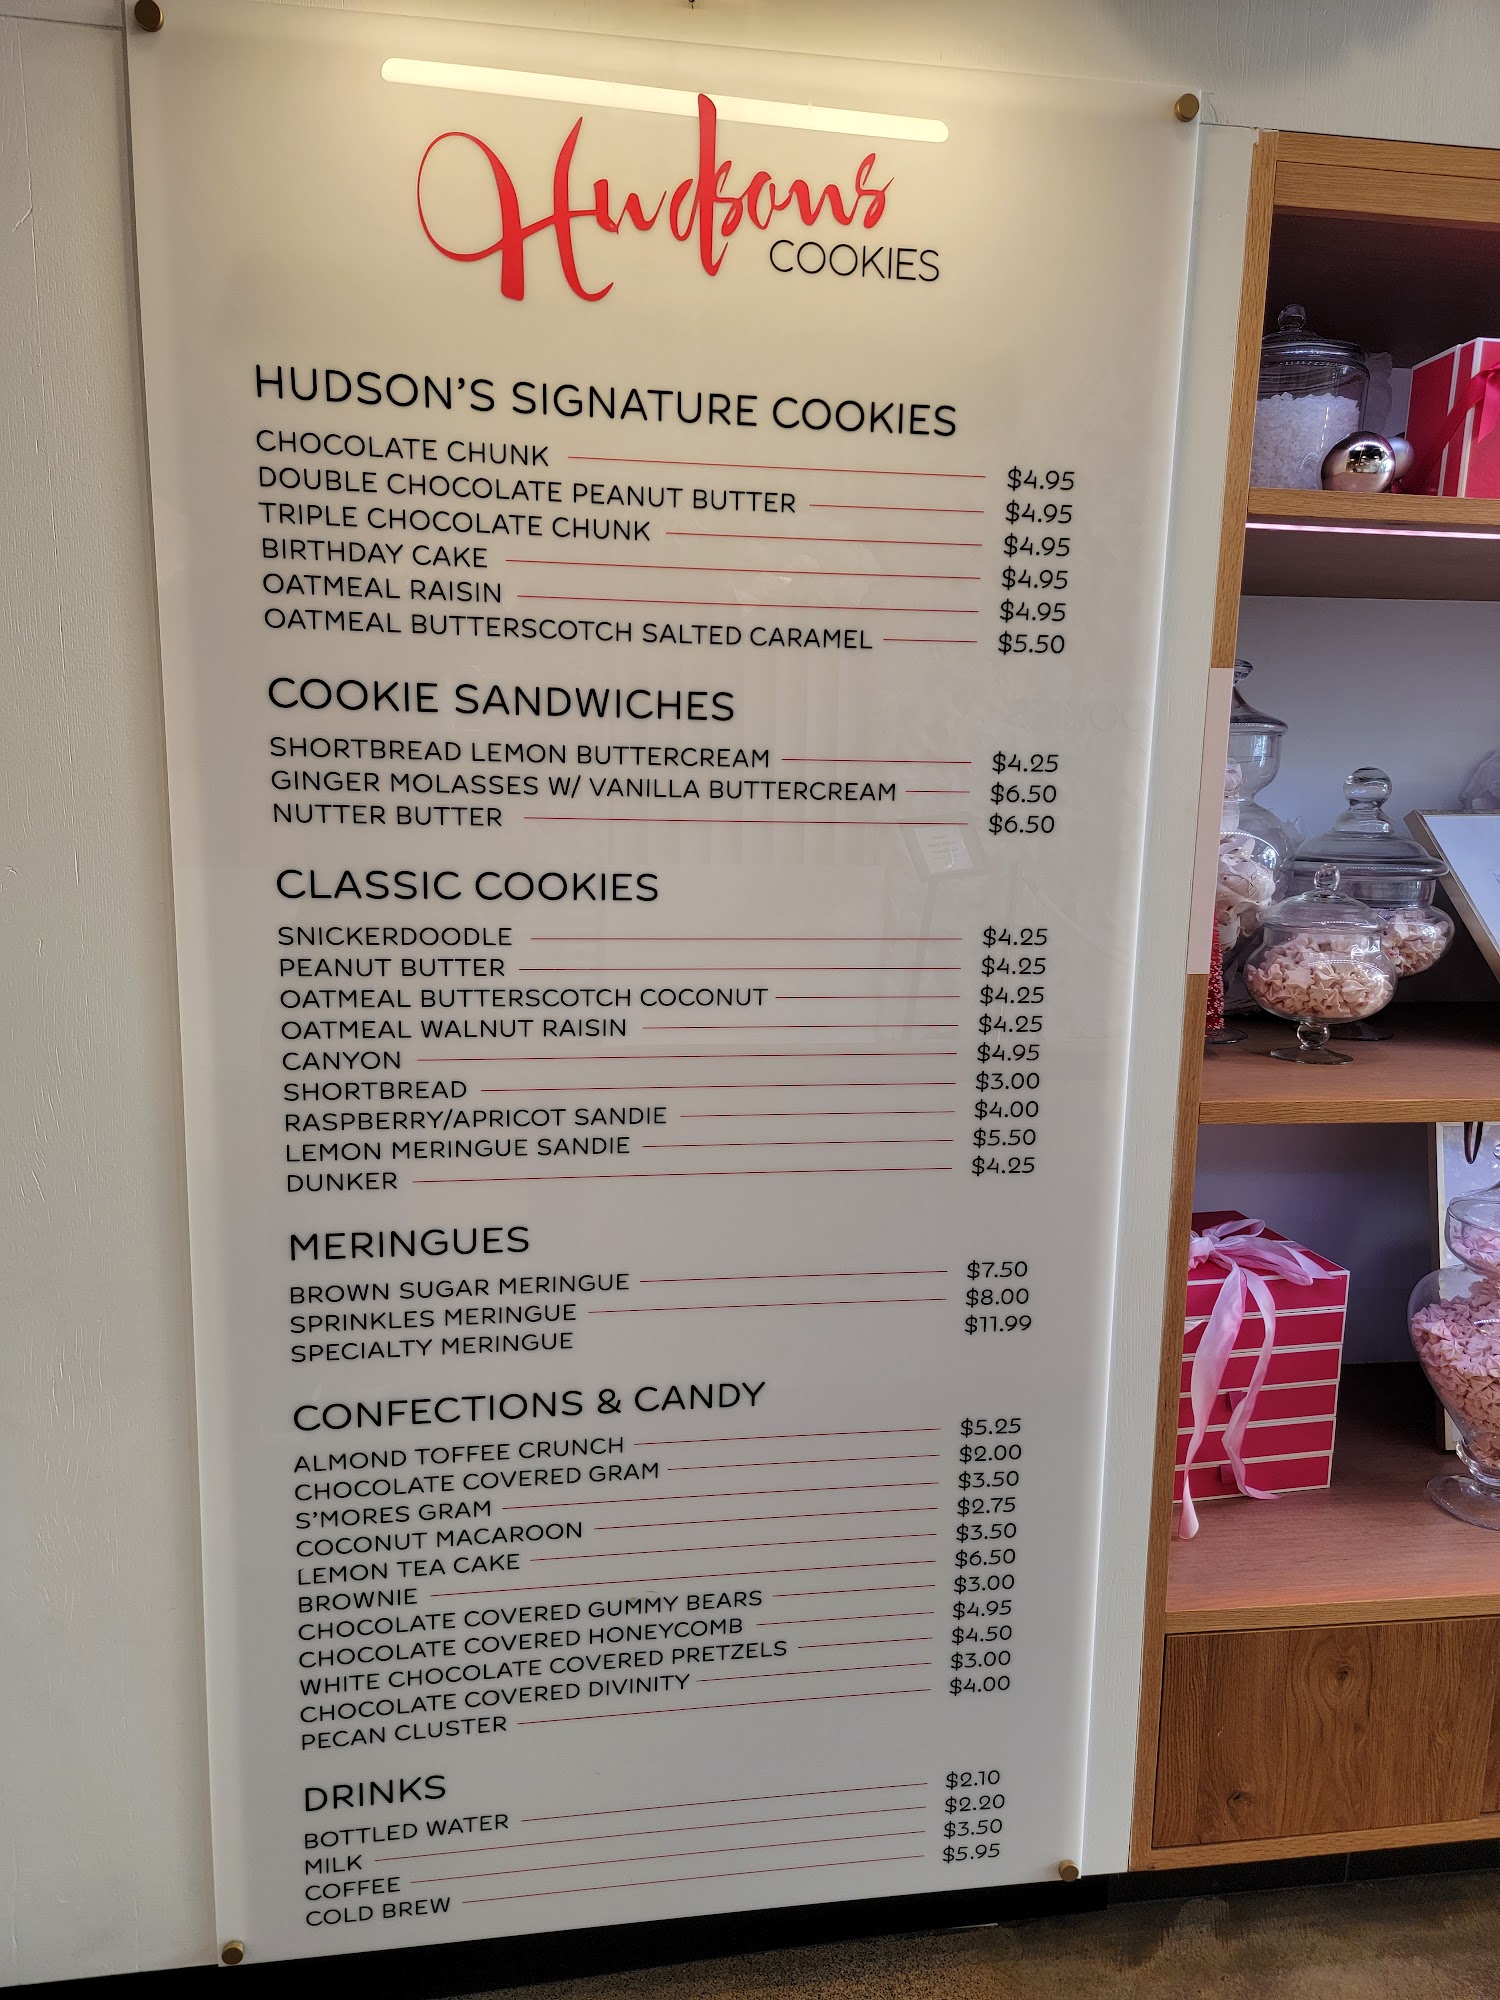 Hudsons
COOKIES
HUDSON'S SIGNATURE COOKIES
CHOCOLATE CHUNK $4.95
DOUBLE CHOCOLATE PEANUT BUTTER $4.95
TRIPLE CHOCOLATE CHUNK $4.95
BIRTHDAY CAKE $4.95
OATMEAL RAISIN $4.95
OATMEAL BUTTERSCOTCH SALTED CARAMEL $5.50
COOKIE SANDWICHES
SHORTBREAD LEMON BUTTERCREAM $4.25
GINGER MOLASSES W/ VANILLA BUTTERCREAM $6.50
NUTTER BUTTER $6.50
CLASSIC COOKIES
SNICKERDOODLE $4.25
PEANUT BUTTER $4.25
OATMEAL BUTTERSCOTCH COCONUT $4.25
OATMEAL WALNUT RAISIN $4.25
CANYON $4.95
SHORTBREAD $3.00
RASPBERRY/APRICOT SANDIE $4.00
LEMON MERINGUE SANDIE $5.50
DUNKER $4.25
MERINGUES
BROWN SUGAR MERINGUE $7.50
SPRINKLES MERINGUE $8.00
SPECIALTY MERINGUE $11.99
CONFECTIONS & CANDY
ALMOND TOFFEE CRUNCH $5.25
CHOCOLATE COVERED GRAM $2.00
S'MORES GRAM $3.50
COCONUT MACAROON $2.75
LEMON TEA CAKE $3.50
BROWNIE $6.50
CHOCOLATE COVERED GUMMY BEARS $3.00
CHOCOLATE COVERED HONEYCOMB $4.95
WHITE CHOCOLATE COVERED PRETZELS $4.50
CHOCOLATE COVERED DIVINITY $3.00
PECAN CLUSTER $4.00
DRINKS
BOTTLED WATER $2.10
MILK $2.20
COFFEE $3.50
COLD BREW $5.95